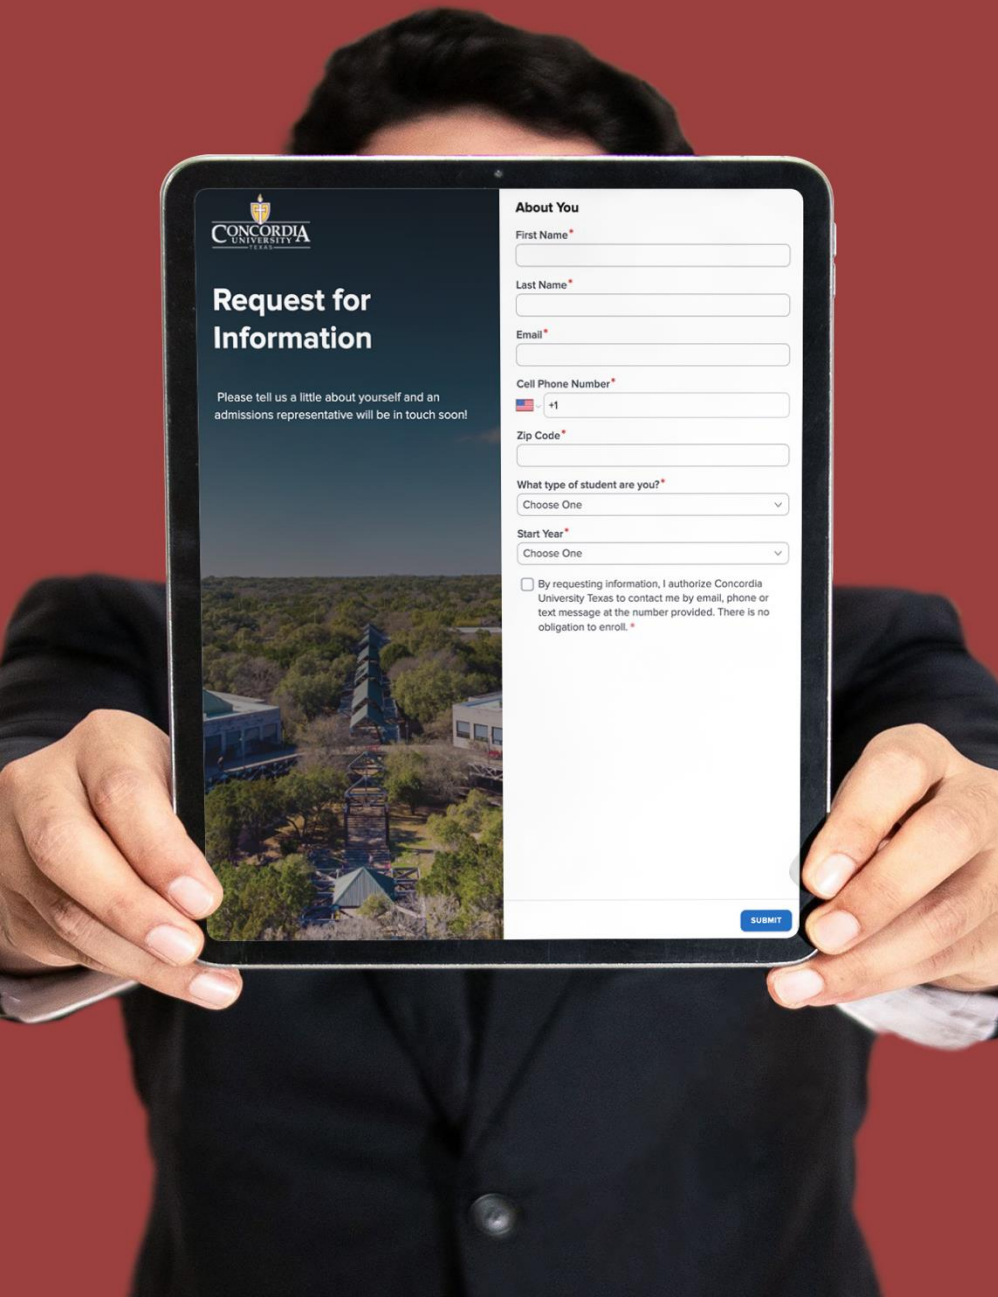 CONCORDIA
UNIVERSITY
TEXAS
Request for
Information
Please tell us a little about yourself and an
admissions representative will be in touch soon!
About You
First Name*
Last Name*
Email*
Cell Phone Number*
+1
Zip Code*
What type of student are you?*
Choose One
Start Year*
Choose One
By requesting information, I authorize Concordia
University Texas to contact me by email, phone or
text message at the number provided. There is no
obligation to enroll. *
SUBMIT